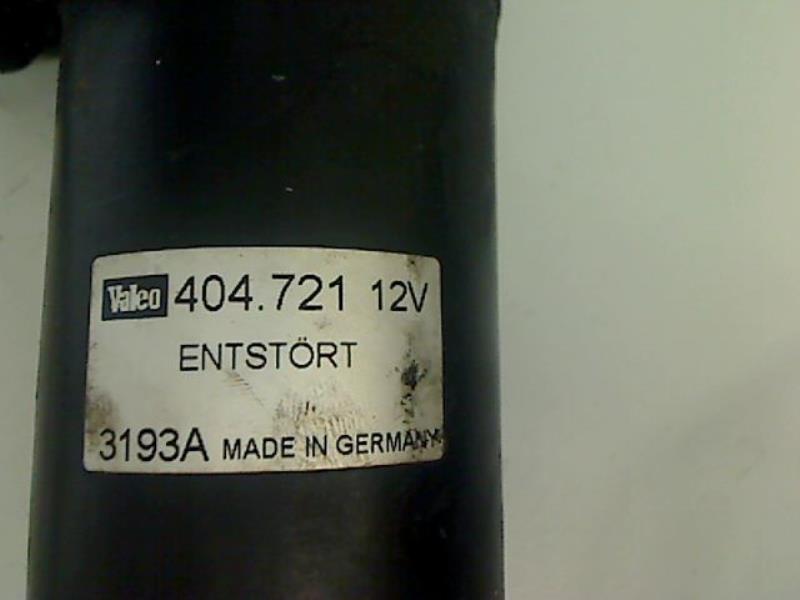 Valeo 404.721 12V
ENTSTÖRT
3193A MADE IN GERMANY